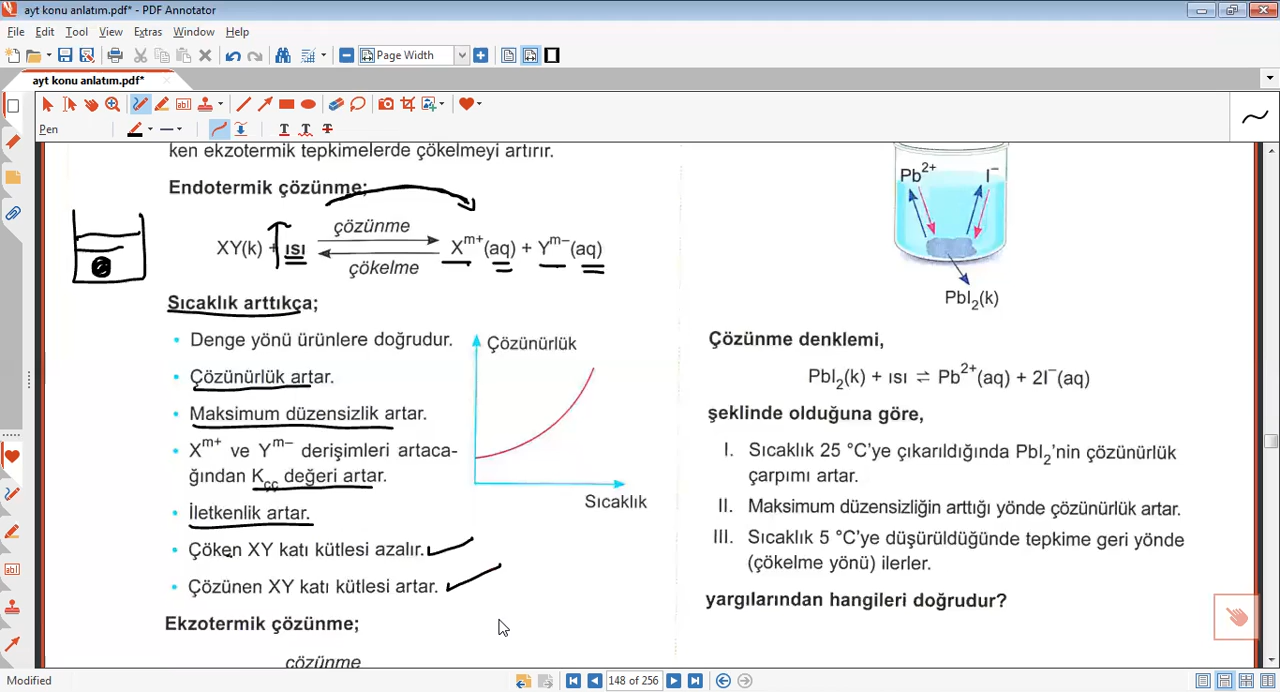 ayt konu anlatım.pdf* - PDF Annotator
File Edit Tool View Extras Window Help
Page Width
ayt konu anlatım.pdf*
Pen
ken ekzotermik tepkimelerde çökelmeyi artırır.
Endotermik çözünme;
çözünme
XY(k) + ısı X^m+(aq) + Y^m–(aq)
çökelme
Sıcaklık arttıkça;
• Denge yönü ürünlere doğrudur.
• Çözünürlük artar.
• Maksimum düzensizlik artar.
• X^m+ ve Y^m– derişimleri artaca-
ğından Kçç değeri artar.
• İletkenlik artar.
• Çöken XY katı kütlesi azalır.
• Çözünen XY katı kütlesi artar.
Çözünürlük
Sıcaklık
Ekzotermik çözünme;
çözünme
Pb²⁺ I⁻
PbI₂(k)
Çözünme denklemi,
PbI₂(k) + ısı ⇌ Pb²⁺(aq) + 2I⁻(aq)
şeklinde olduğuna göre,
I. Sıcaklık 25 °C'ye çıkarıldığında PbI₂'nin çözünürlük
çarpımı artar.
II. Maksimum düzensizliğin arttığı yönde çözünürlük artar.
III. Sıcaklık 5 °C'ye düşürüldüğünde tepkime geri yönde
(çökelme yönü) ilerler.
yargılarından hangileri doğrudur?
Modified
148 of 256